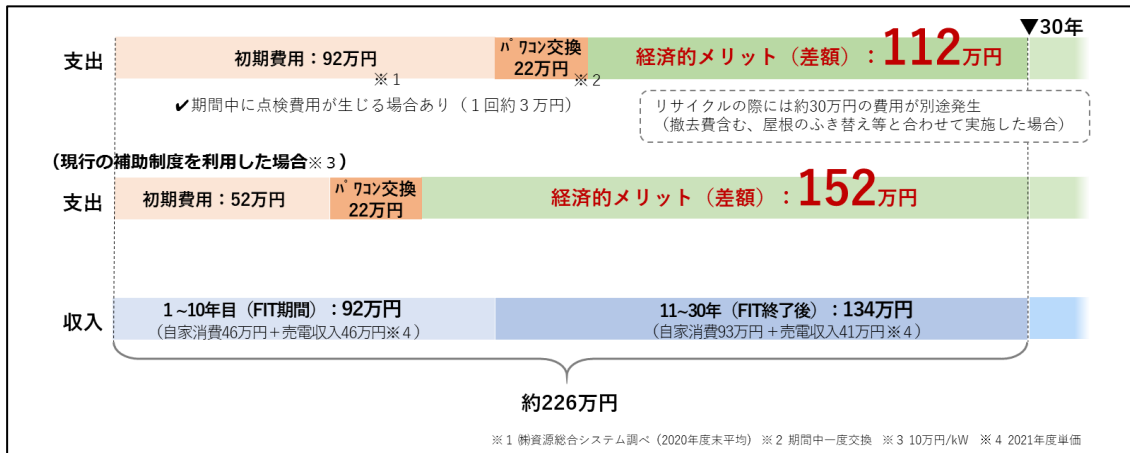 ▼30年
支出
初期費用：92万円
※１
ﾊﾟﾜｺﾝ交換
22万円
※２
経済的メリット（差額）：112万円
✔期間中に点検費用が生じる場合あり（１回約３万円）
リサイクルの際には約30万円の費用が別途発生
（撤去費含む、屋根のふき替え等と合わせて実施した場合）
（現行の補助制度を利用した場合※３）
支出
初期費用：52万円
ﾊﾟﾜｺﾝ交換
22万円
経済的メリット（差額）：152万円
収入
１~10年目（FIT期間）：92万円
（自家消費46万円＋売電収入46万円※４）
11~30年（FIT終了後）：134万円
（自家消費93万円＋売電収入41万円※４）
約226万円
※１ ㈱資源総合システム調べ（2020年度末平均） ※２ 期間中一度交換 ※３ 10万円/kW ※４ 2021年度単価